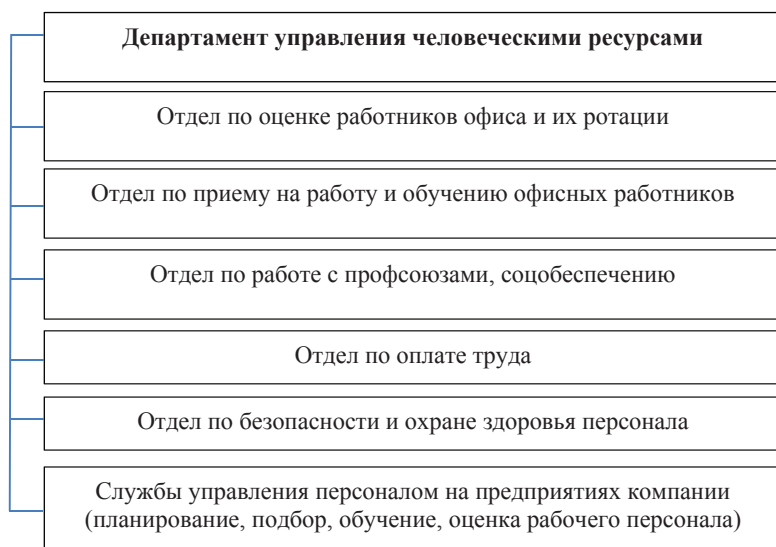 Департамент управления человеческими ресурсами
Отдел по оценке работников офиса и их ротации
Отдел по приему на работу и обучению офисных работников
Отдел по работе с профсоюзами, соцобеспечению
Отдел по оплате труда
Отдел по безопасности и охране здоровья персонала
Службы управления персоналом на предприятиях компании
(планирование, подбор, обучение, оценка рабочего персонала)